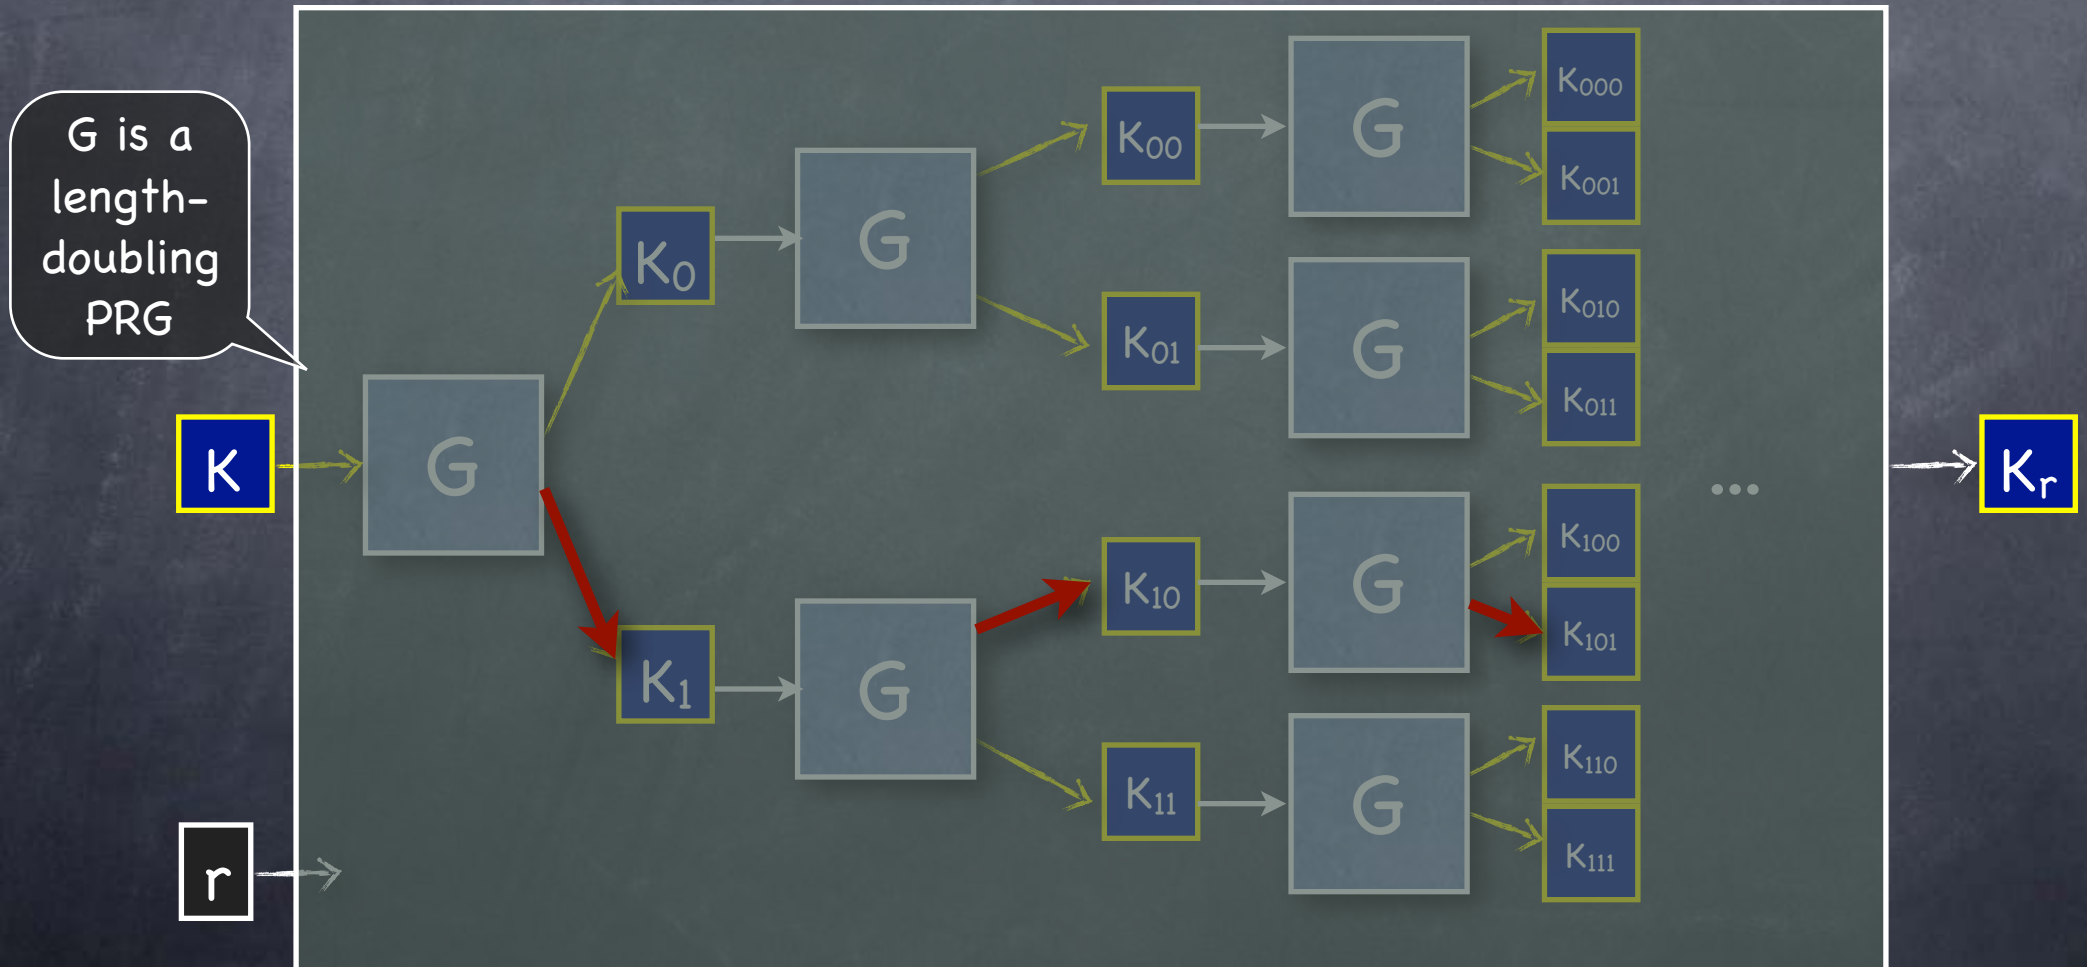 G is a
length-
doubling
PRG
K
r
G
K0
K1
G
G
K00
K01
K10
K11
G
G
G
G
K000
K001
K010
K011
K100
K101
K110
K111
...
Kr